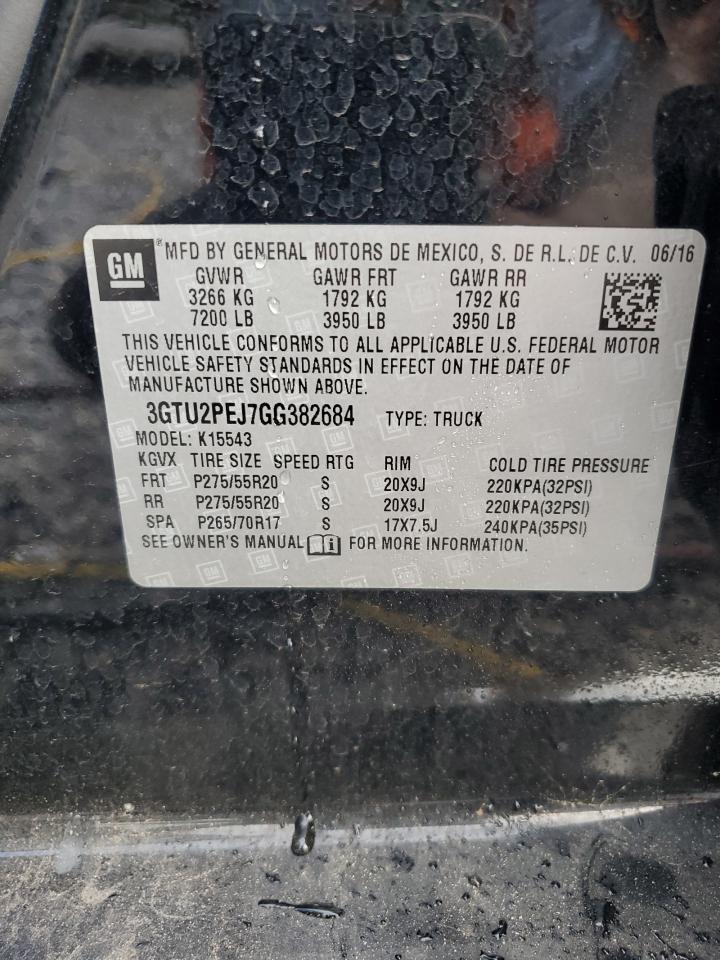 GM ® MFD BY GENERAL MOTORS DE MEXICO, S. DE R.L. DE C.V. 06/16
GVWR GAWR FRT GAWR RR
3266 KG 1792 KG 1792 KG
7200 LB 3950 LB 3950 LB
THIS VEHICLE CONFORMS TO ALL APPLICABLE U.S. FEDERAL MOTOR
VEHICLE SAFETY STANDARDS IN EFFECT ON THE DATE OF
MANUFACTURE SHOWN ABOVE.
3GTU2PEJ7GG382684 TYPE: TRUCK
MODEL: K15543
KGVX TIRE SIZE SPEED RTG RIM COLD TIRE PRESSURE
FRT P275/55R20 S 20X9J 220KPA(32PSI)
RR P275/55R20 S 20X9J 220KPA(32PSI)
SPA P265/70R17 S 17X7.5J 240KPA(35PSI)
SEE OWNER'S MANUAL FOR MORE INFORMATION.